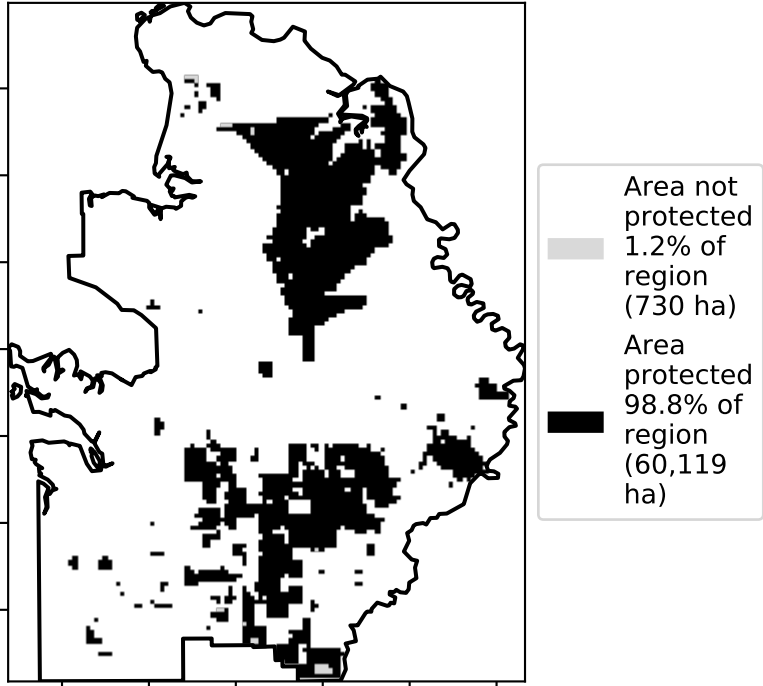 Area not
protected
1.2% of
region
(730 ha)
Area
protected
98.8% of
region
(60,119
ha)